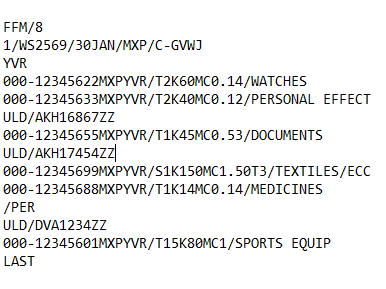 FFM/8
1/WS2569/30JAN/MXP/C-GVWJ
YVR
000-12345622MXPYVR/T2K60MC0.14/WATCHES
000-12345633MXPYVR/T2K40MC0.12/PERSONAL EFFECT
ULD/AKH16867ZZ
000-12345655MXPYVR/T1K45MC0.53/DOCUMENTS
ULD/AKH17454ZZ
000-12345699MXPYVR/S1K150MC1.50T3/TEXTILES/ECC
000-12345688MXPYVR/T1K14MC0.14/MEDICINES
/PER
ULD/DVA1234ZZ
000-12345601MXPYVR/T15K80MC1/SPORTS EQUIP
LAST